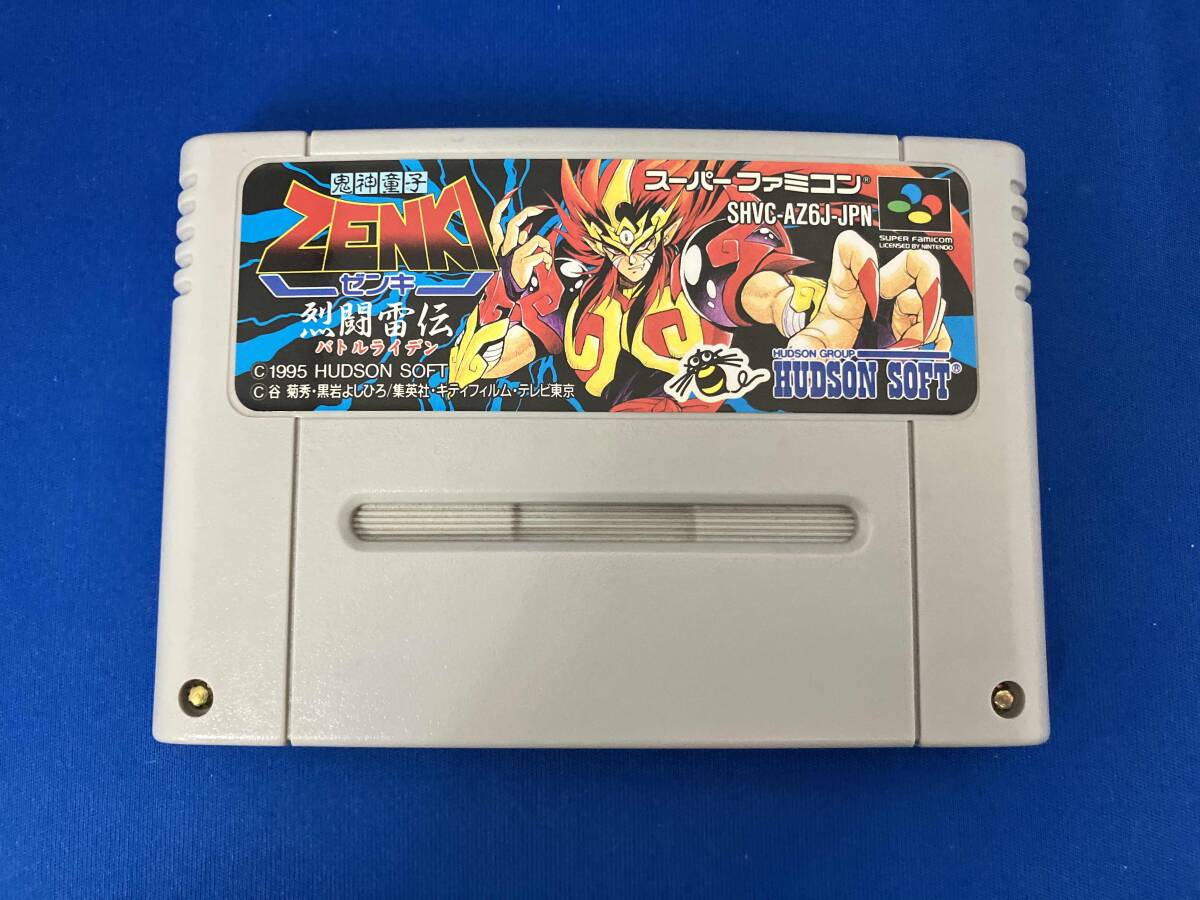 鬼神童子
ZENKI
ゼンキ
烈闘雷伝
バトルライデン
© 1995 HUDSON SOFT
© 谷 菊秀・黒岩よしひろ/集英社・キティフィルム・テレビ東京
スーパーファミコン®
SHVC-AZ6J-JPN
SUPER FAMICOM
LICENSED BY NINTENDO
HUDSON GROUP
HUDSON SOFT®